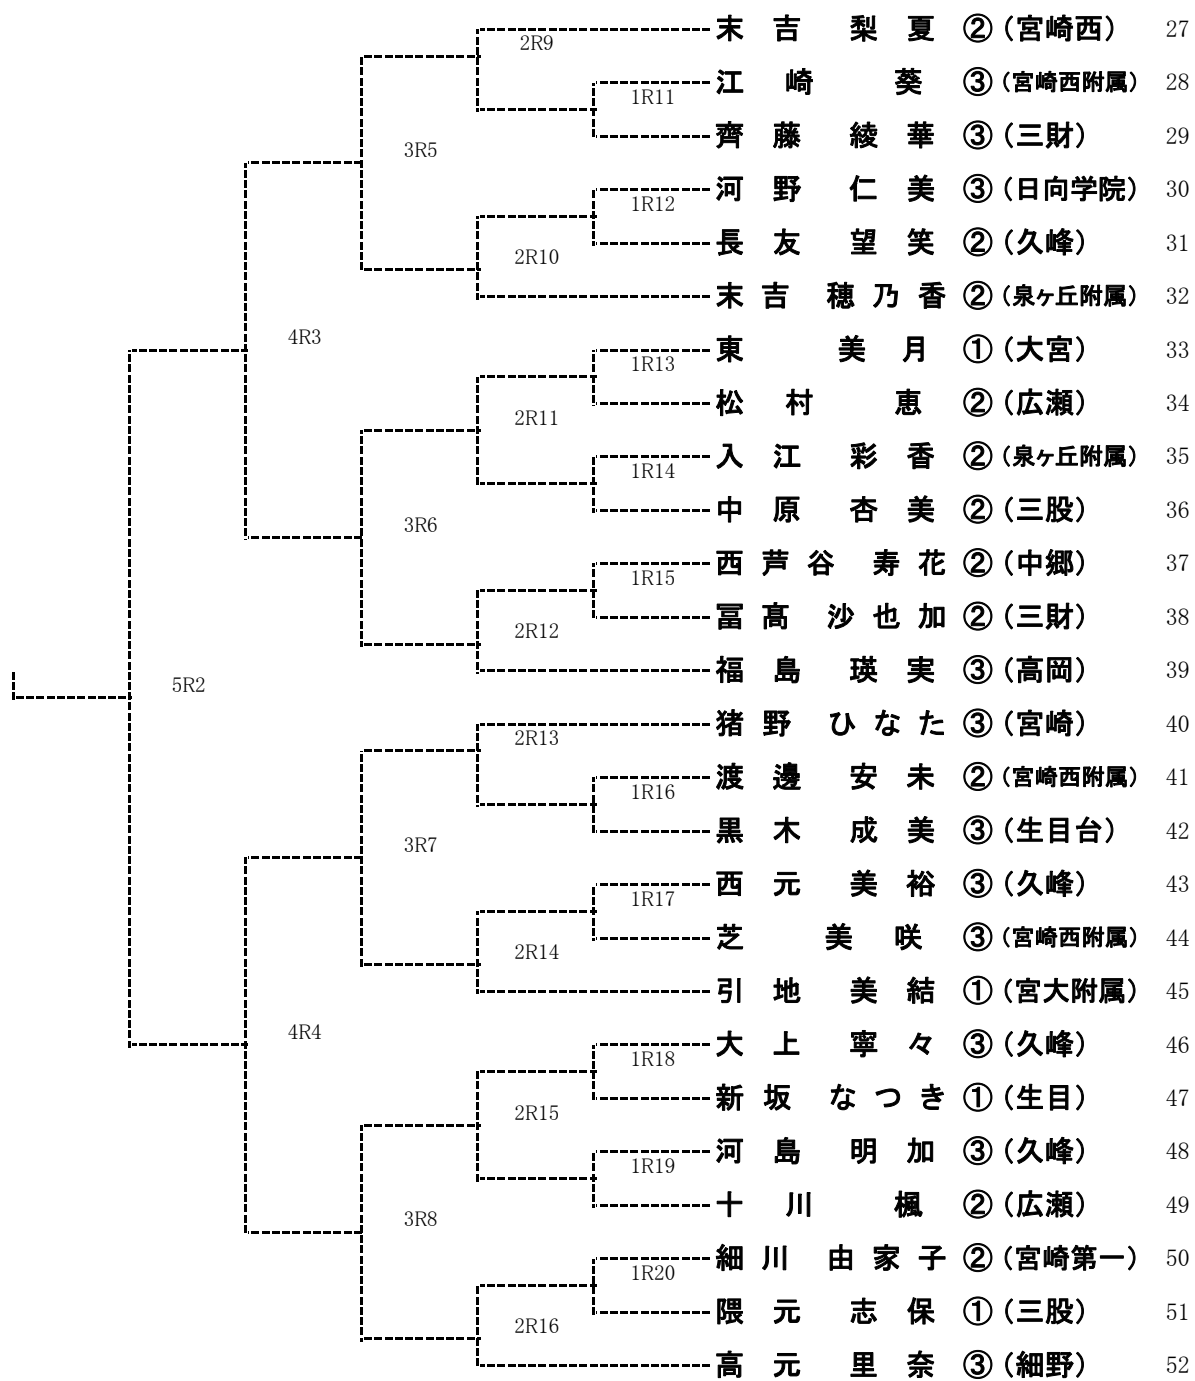 末吉 梨夏 ② (宮崎西) 27
2R9
江崎 葵 ③ (宮崎西附属) 28
1R11
齊藤 綾華 ③ (三財) 29
3R5
河野 仁美 ③ (日向学院) 30
1R12
長友 望笑 ② (久峰) 31
2R10
末吉 穂乃香 ② (泉ヶ丘附属) 32
4R3
東 美月 ① (大宮) 33
1R13
松村 恵 ② (広瀬) 34
2R11
入江 彩香 ② (泉ヶ丘附属) 35
1R14
中原 杏美 ② (三股) 36
3R6
西芦谷 寿花 ② (中郷) 37
1R15
冨髙 沙也加 ② (三財) 38
2R12
福島 瑛実 ③ (高岡) 39
5R2
猪野 ひなた ③ (宮崎) 40
2R13
渡邊 安未 ② (宮崎西附属) 41
1R16
黒木 成美 ③ (生目台) 42
3R7
西元 美裕 ③ (久峰) 43
1R17
芝 美咲 ③ (宮崎西附属) 44
2R14
引地 美結 ① (宮大附属) 45
4R4
大上 寧々 ③ (久峰) 46
1R18
新坂 なつき ① (生目) 47
2R15
河島 明加 ③ (久峰) 48
1R19
十川 楓 ② (広瀬) 49
3R8
細川 由家子 ② (宮崎第一) 50
1R20
隈元 志保 ① (三股) 51
2R16
高元 里奈 ③ (細野) 52